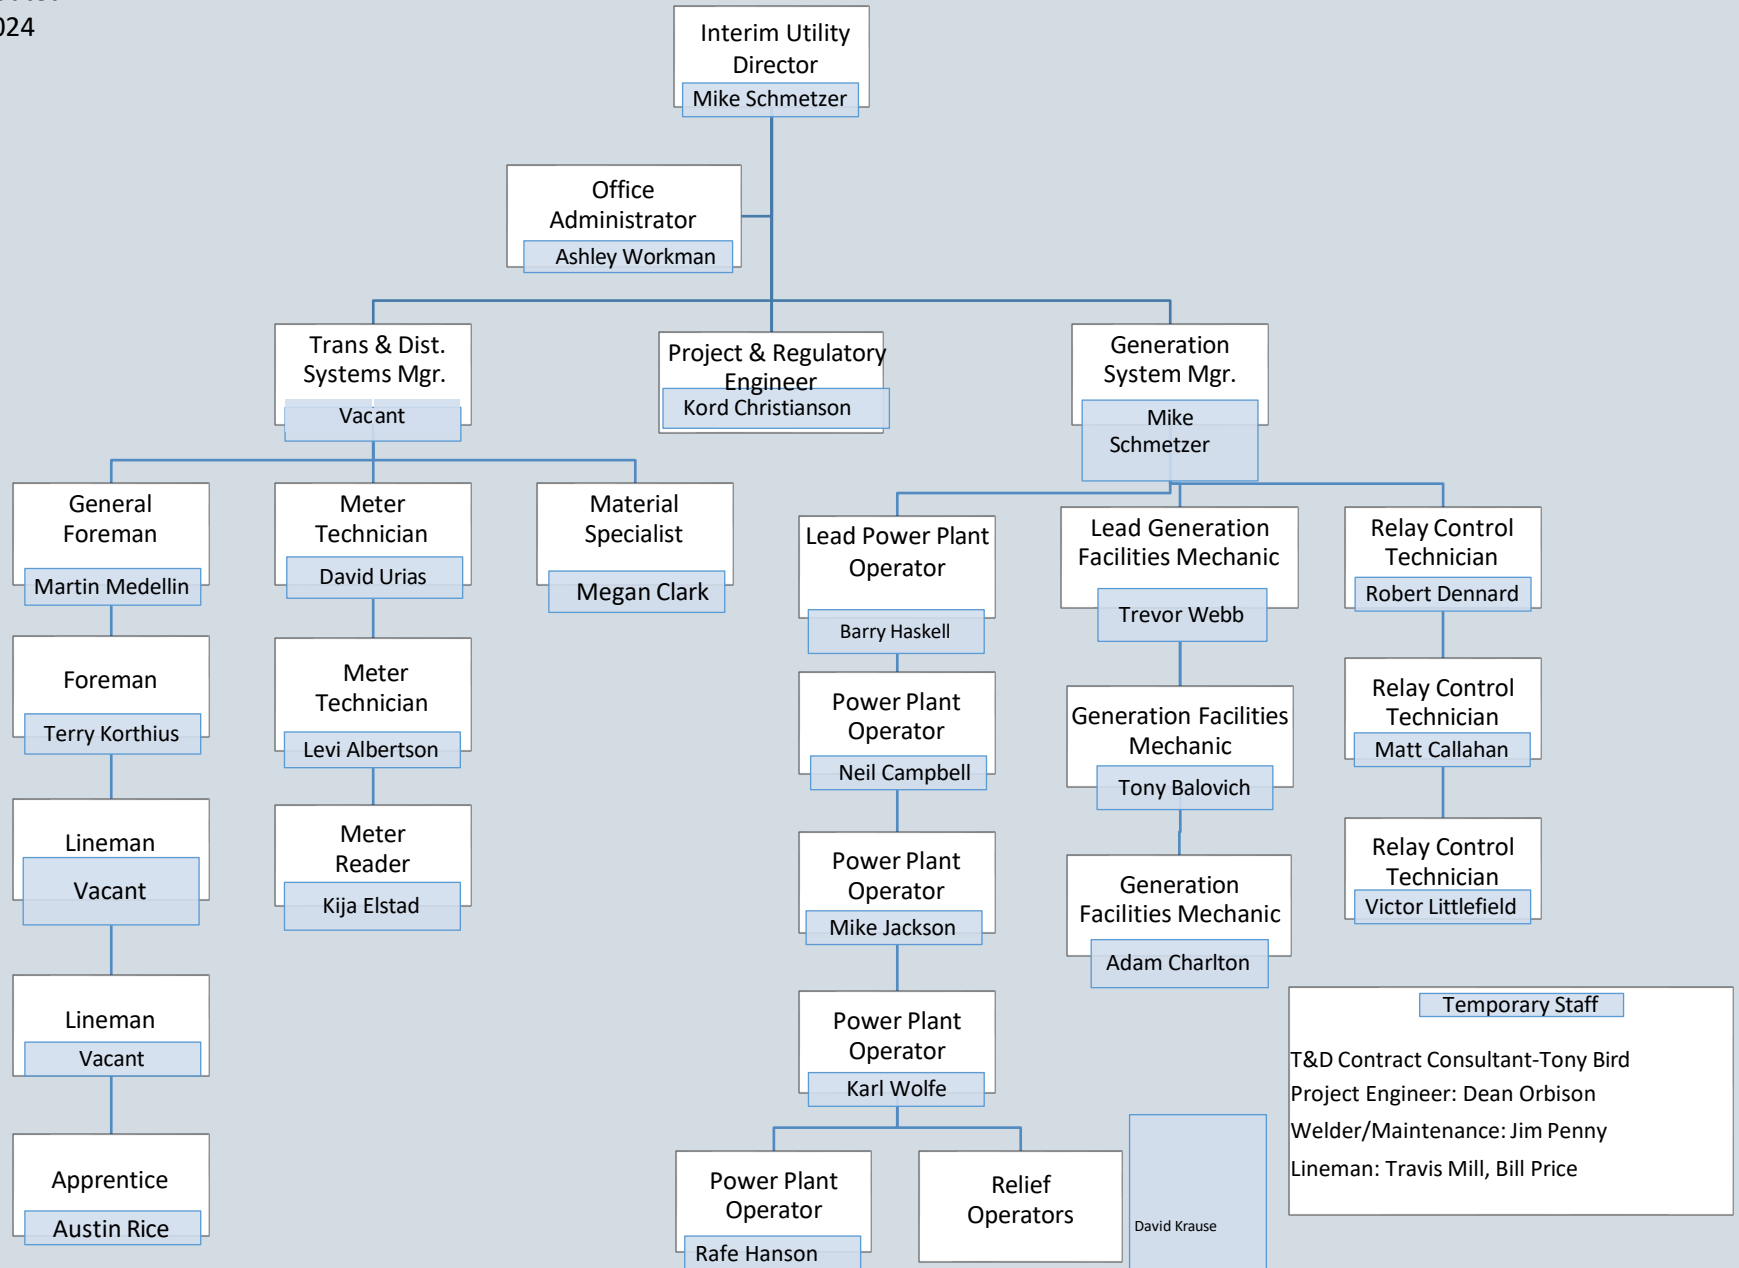 024
Interim Utility
Director
Mike Schmetzer
Office
Administrator
Ashley Workman
Trans & Dist.
Systems Mgr.
Vacant
Project & Regulatory
Engineer
Kord Christianson
Generation
System Mgr.
Mike
Schmetzer
General
Foreman
Martin Medellin
Meter
Technician
David Urias
Material
Specialist
Megan Clark
Lead Power Plant
Operator
Barry Haskell
Lead Generation
Facilities Mechanic
Trevor Webb
Relay Control
Technician
Robert Dennard
Foreman
Terry Korthius
Meter
Technician
Levi Albertson
Power Plant
Operator
Neil Campbell
Generation Facilities
Mechanic
Tony Balovich
Relay Control
Technician
Matt Callahan
Lineman
Vacant
Meter
Reader
Kija Elstad
Power Plant
Operator
Mike Jackson
Generation
Facilities Mechanic
Adam Charlton
Relay Control
Technician
Victor Littlefield
Lineman
Vacant
Power Plant
Operator
Karl Wolfe
Apprentice
Austin Rice
Power Plant
Operator
Rafe Hanson
Relief
Operators
David Krause
Temporary Staff
T&D Contract Consultant-Tony Bird
Project Engineer: Dean Orbison
Welder/Maintenance: Jim Penny
Lineman: Travis Mill, Bill Price